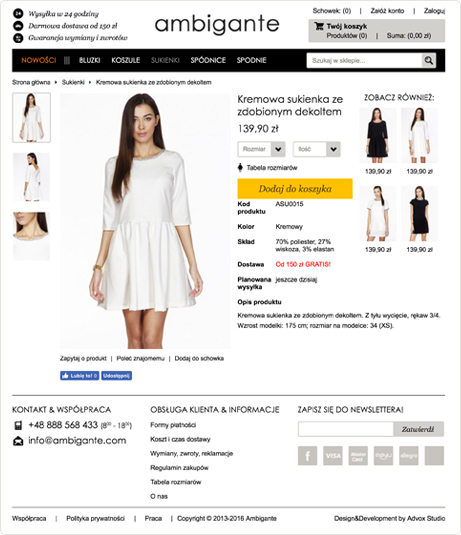 Wysyłka w 24 godziny
Darmowa dostawa od 150 zł
Gwarancja wymiany i zwrotów
ambigante
Schowek: (0) | Załóż konto | Zaloguj
Twój koszyk
Produktów (0) | Suma: (0,00 zł)
NOWOŚCI ||| BLUZKI KOSZULE SUKIENKI SPÓDNICE SPODNIE
Szukaj w sklepie...
Strona główna Sukienki Kremowa sukienka ze zdobionym dekoltem
Kremowa sukienka ze
zdobionym dekoltem
139,90 zł
Rozmiar Ilość
Tabela rozmiarów
Dodaj do koszyka
Kod produktu ASU0015
Kolor Kremowy
Skład 70% poliester, 27% wiskoza, 3% elastan
Dostawa Od 150 zł GRATIS!
Planowana wysyłka jeszcze dzisiaj
Opis produktu
Kremowa sukienka ze zdobionym dekoltem. Z tyłu wycięcie, rękaw 3/4.
Wzrost modelki: 175 cm; rozmiar na modelce: 34 (XS).
ZOBACZ RÓWNIEŻ:
139,90 zł 139,90 zł
139,90 zł 139,90 zł
Zapytaj o produkt | Poleć znajomemu | Dodaj do schowka
Lubię to! 0 Udostępnij
KONTAKT & WSPÓŁPRACA
+48 888 568 433 (8⁰⁰ - 18⁰⁰)
info@ambigante.com
OBSŁUGA KLIENTA & INFORMACJE
Formy płatności
Koszt i czas dostawy
Wymiany, zwroty, reklamacje
Regulamin zakupów
Tabela rozmiarów
O nas
ZAPISZ SIĘ DO NEWSLETTERA!
Zatwierdź
f VISA Master Card allegro
Współpraca | Polityka prywatności | Praca | Copyright © 2013-2016 Ambigante
Design&Development by Advox Studio